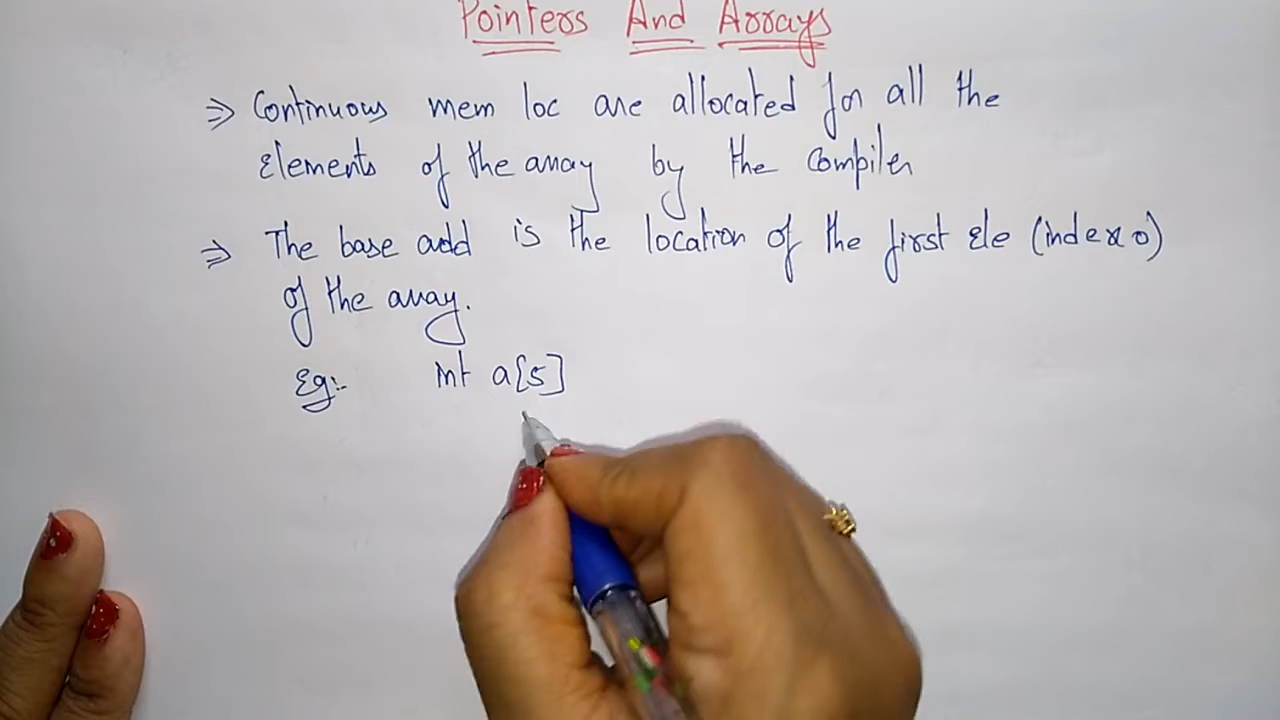 Pointers And Arrays
⇒ Continuous mem loc are allocated for all the
elements of the array by the compiler
⇒ The base add is the location of the first ele (index 0)
of the array.
Eg:- int a[5]